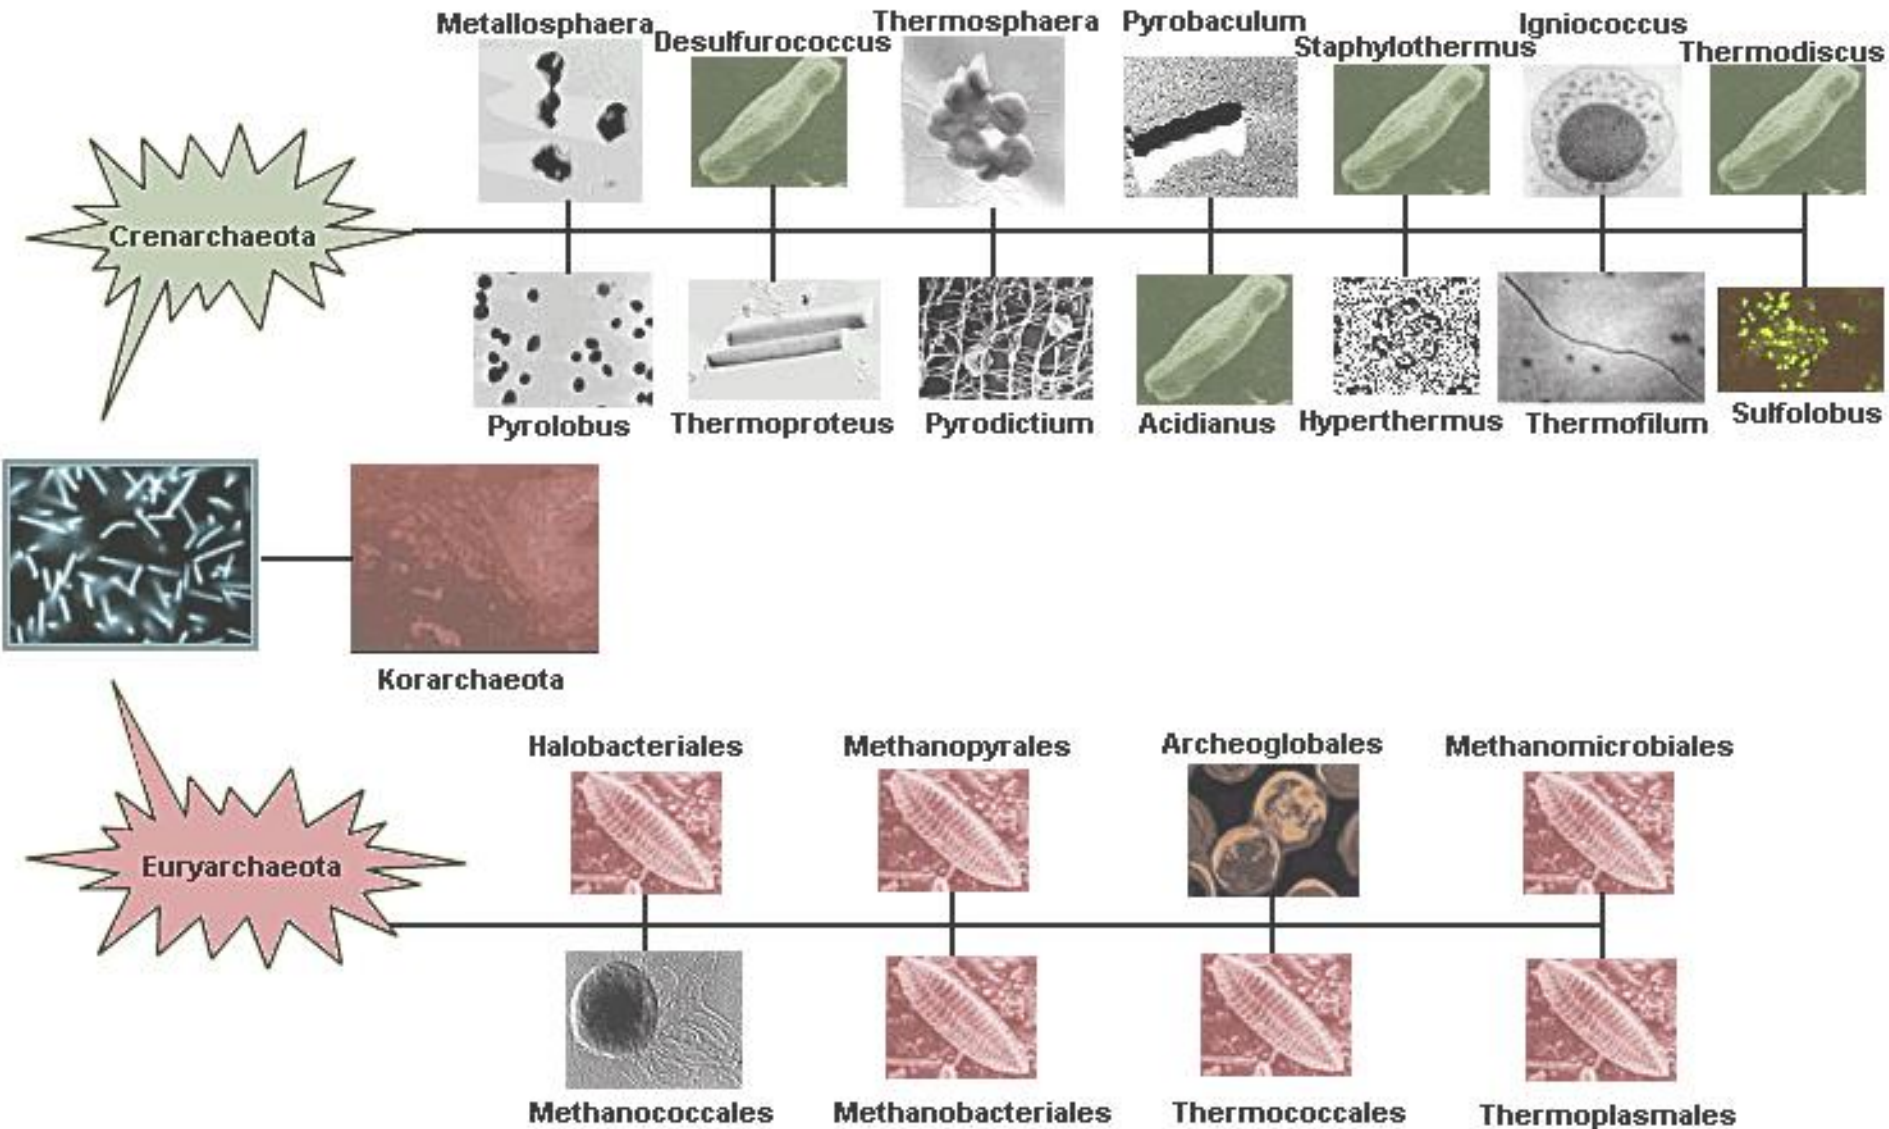 Metallosphaera
Desulfurococcus
Thermosphaera
Pyrobaculum
Staphylothermus
Igniococcus
Thermodiscus
Crenarchaeota
Pyrolobus
Thermoproteus
Pyrodictium
Acidianus
Hyperthermus
Thermofilum
Sulfolobus
Korarchaeota
Halobacteriales
Methanopyrales
Archeoglobales
Methanomicrobiales
Euryarchaeota
Methanococcales
Methanobacteriales
Thermococcales
Thermoplasmales